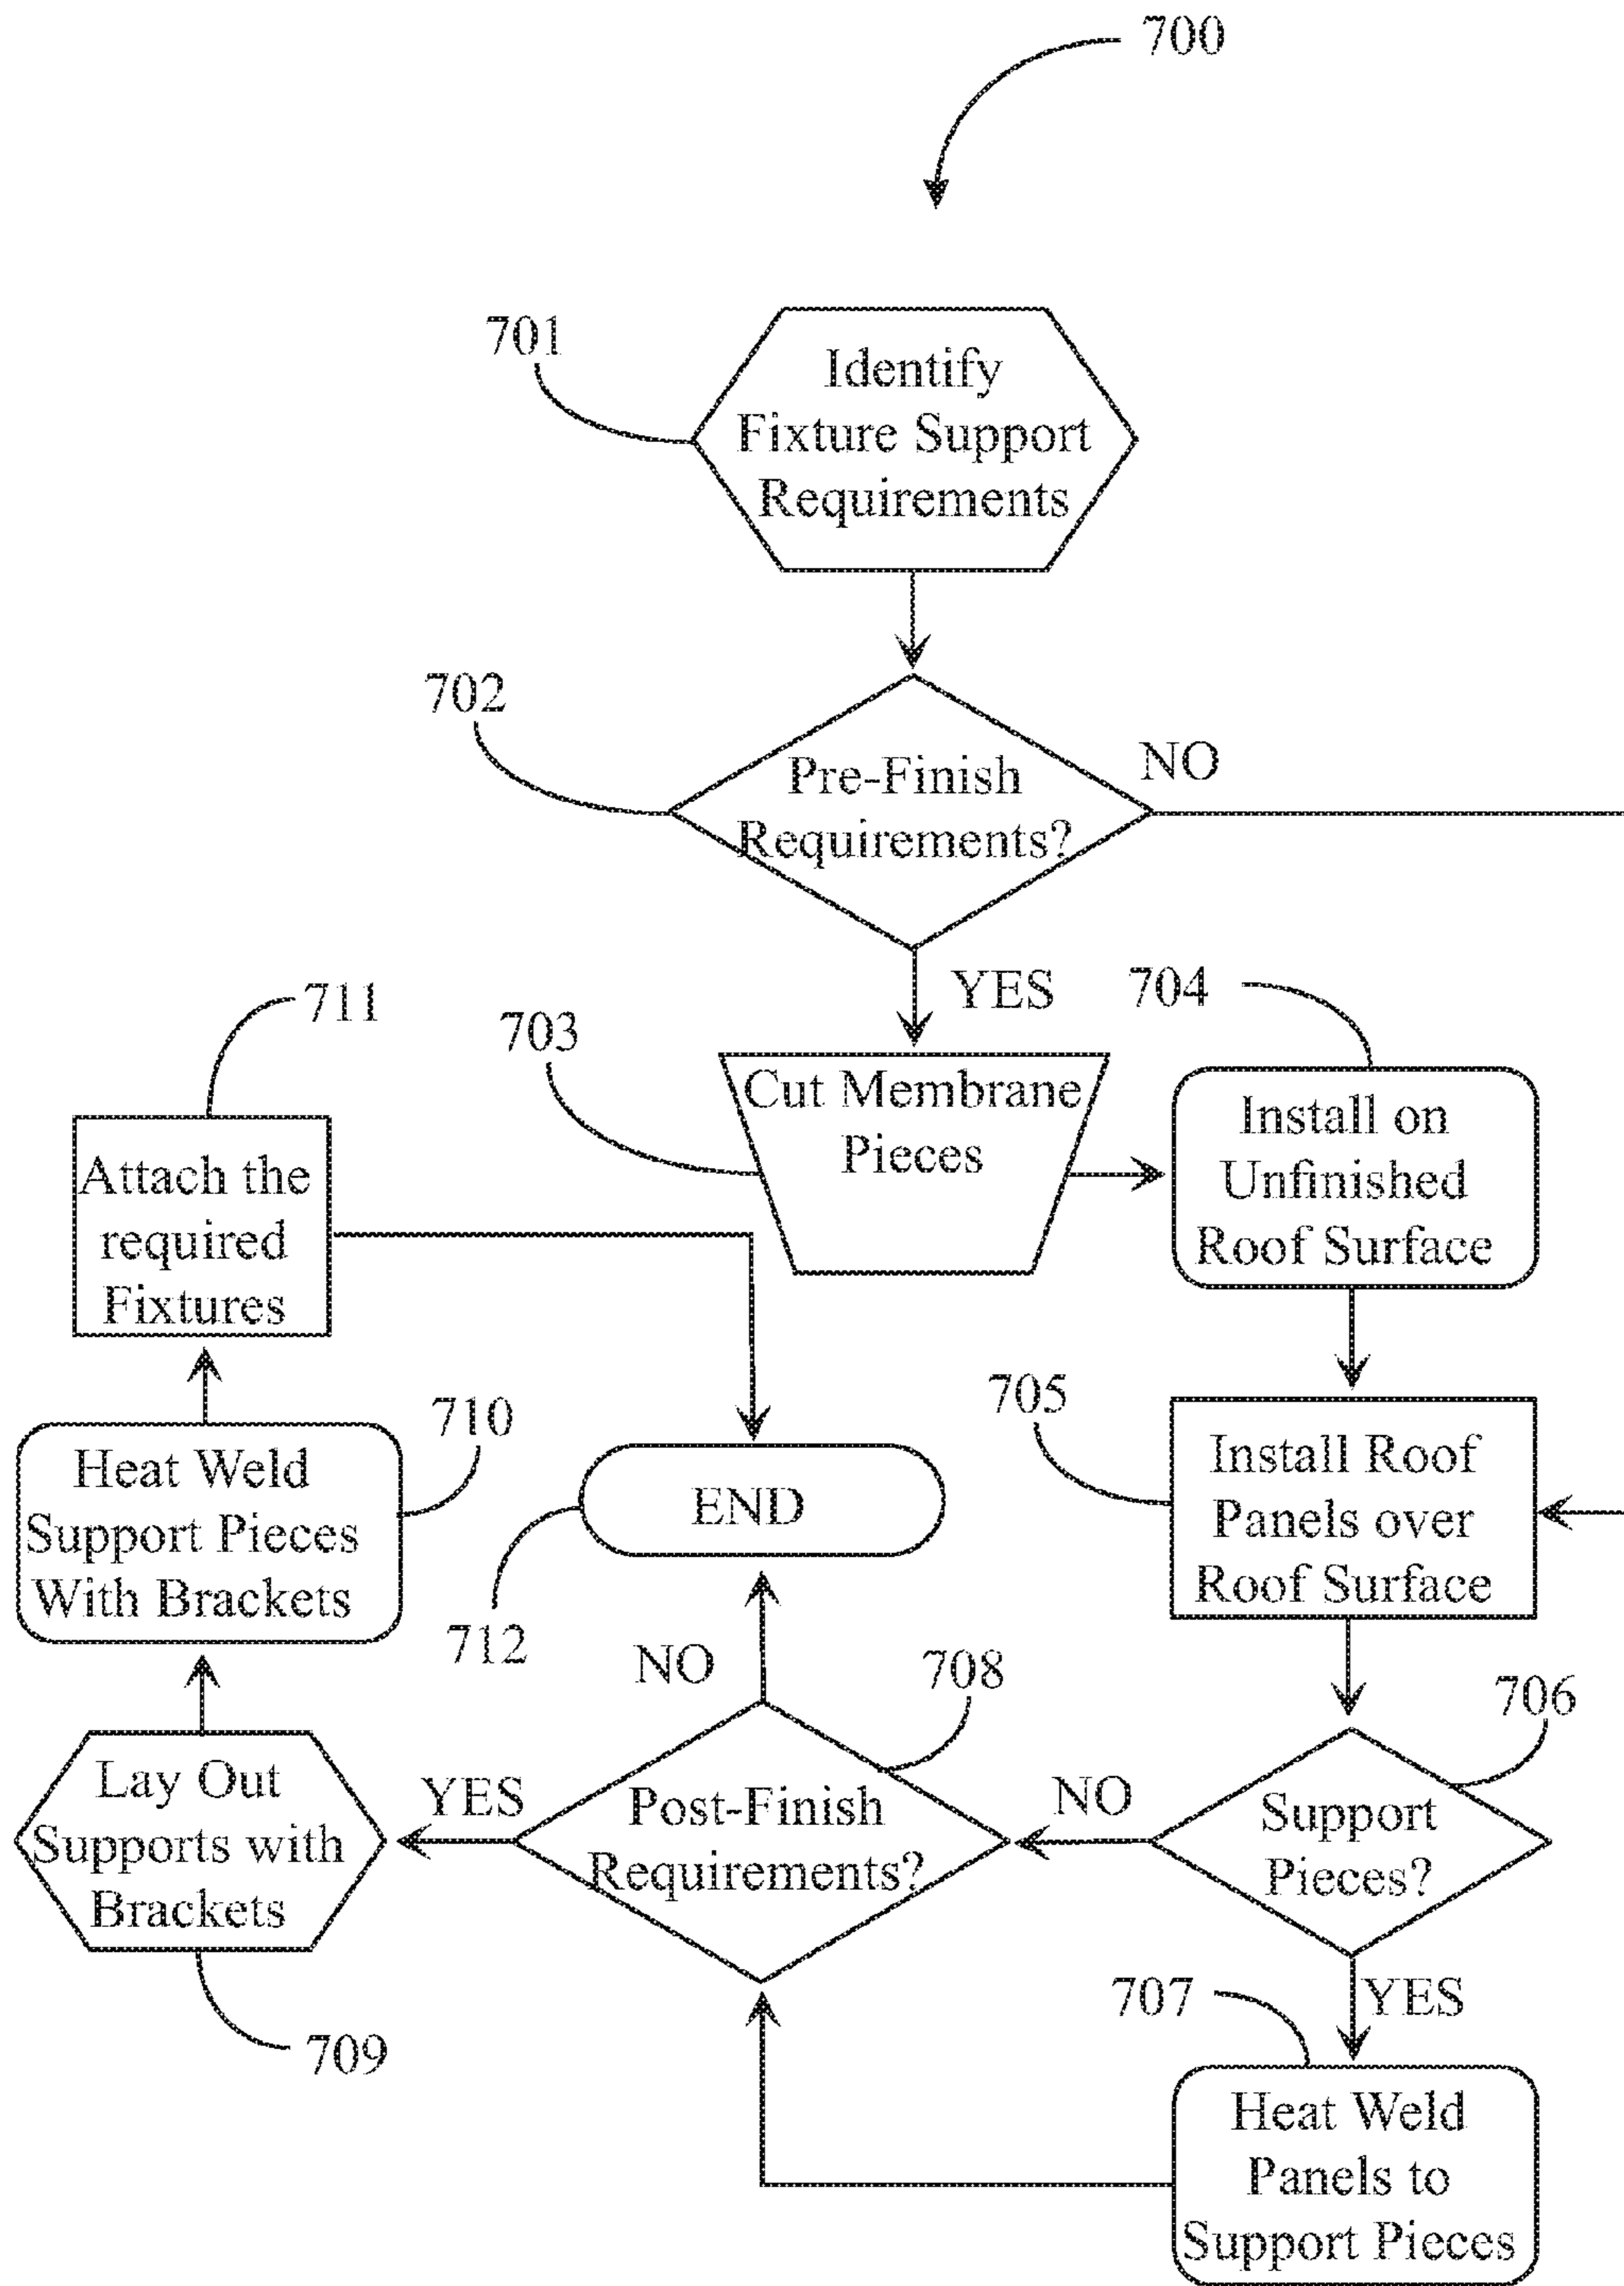 700
701
Identify
Fixture Support
Requirements
702
Pre-Finish
Requirements?
NO
YES
703
Cut Membrane
Pieces
704
Install on
Unfinished
Roof Surface
711
Attach the
required
Fixtures
705
Install Roof
Panels over
Roof Surface
710
Heat Weld
Support Pieces
With Brackets
END
712
NO
708
706
Support
Pieces?
NO
Post-Finish
Requirements?
YES
Lay Out
Supports with
Brackets
709
YES
707
Heat Weld
Panels to
Support Pieces